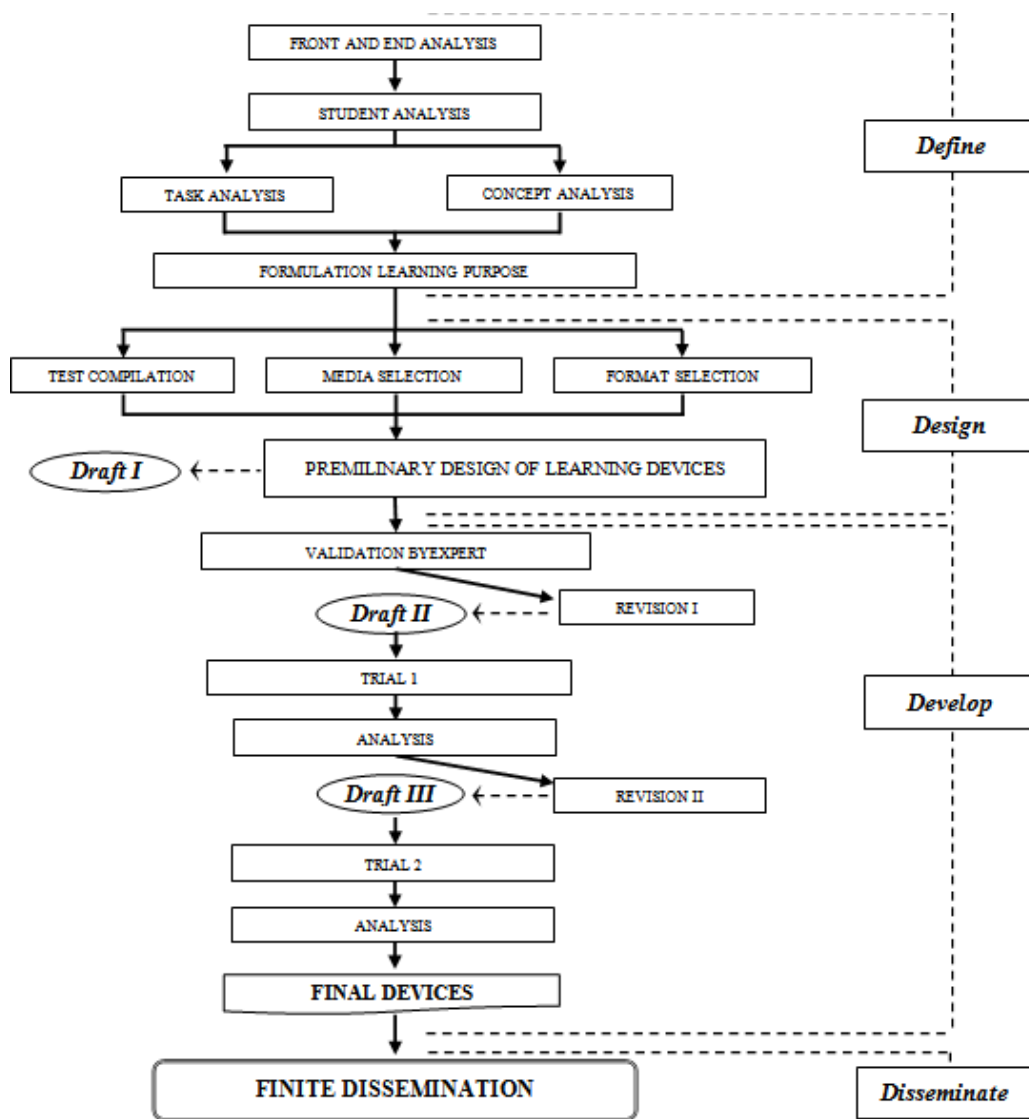 FRONT AND END ANALYSIS
STUDENT ANALYSIS
Define
TASK ANALYSIS
CONCEPT ANALYSIS
FORMULATION LEARNING PURPOSE
TEST COMPILATION
MEDIA SELECTION
FORMAT SELECTION
Design
Draft I
PREMILINARY DESIGN OF LEARNING DEVICES
VALIDATION BYEXPERT
Draft II
REVISION I
TRIAL 1
Develop
ANALYSIS
Draft III
REVISION II
TRIAL 2
ANALYSIS
FINAL DEVICES
FINITE DISSEMINATION
Disseminate